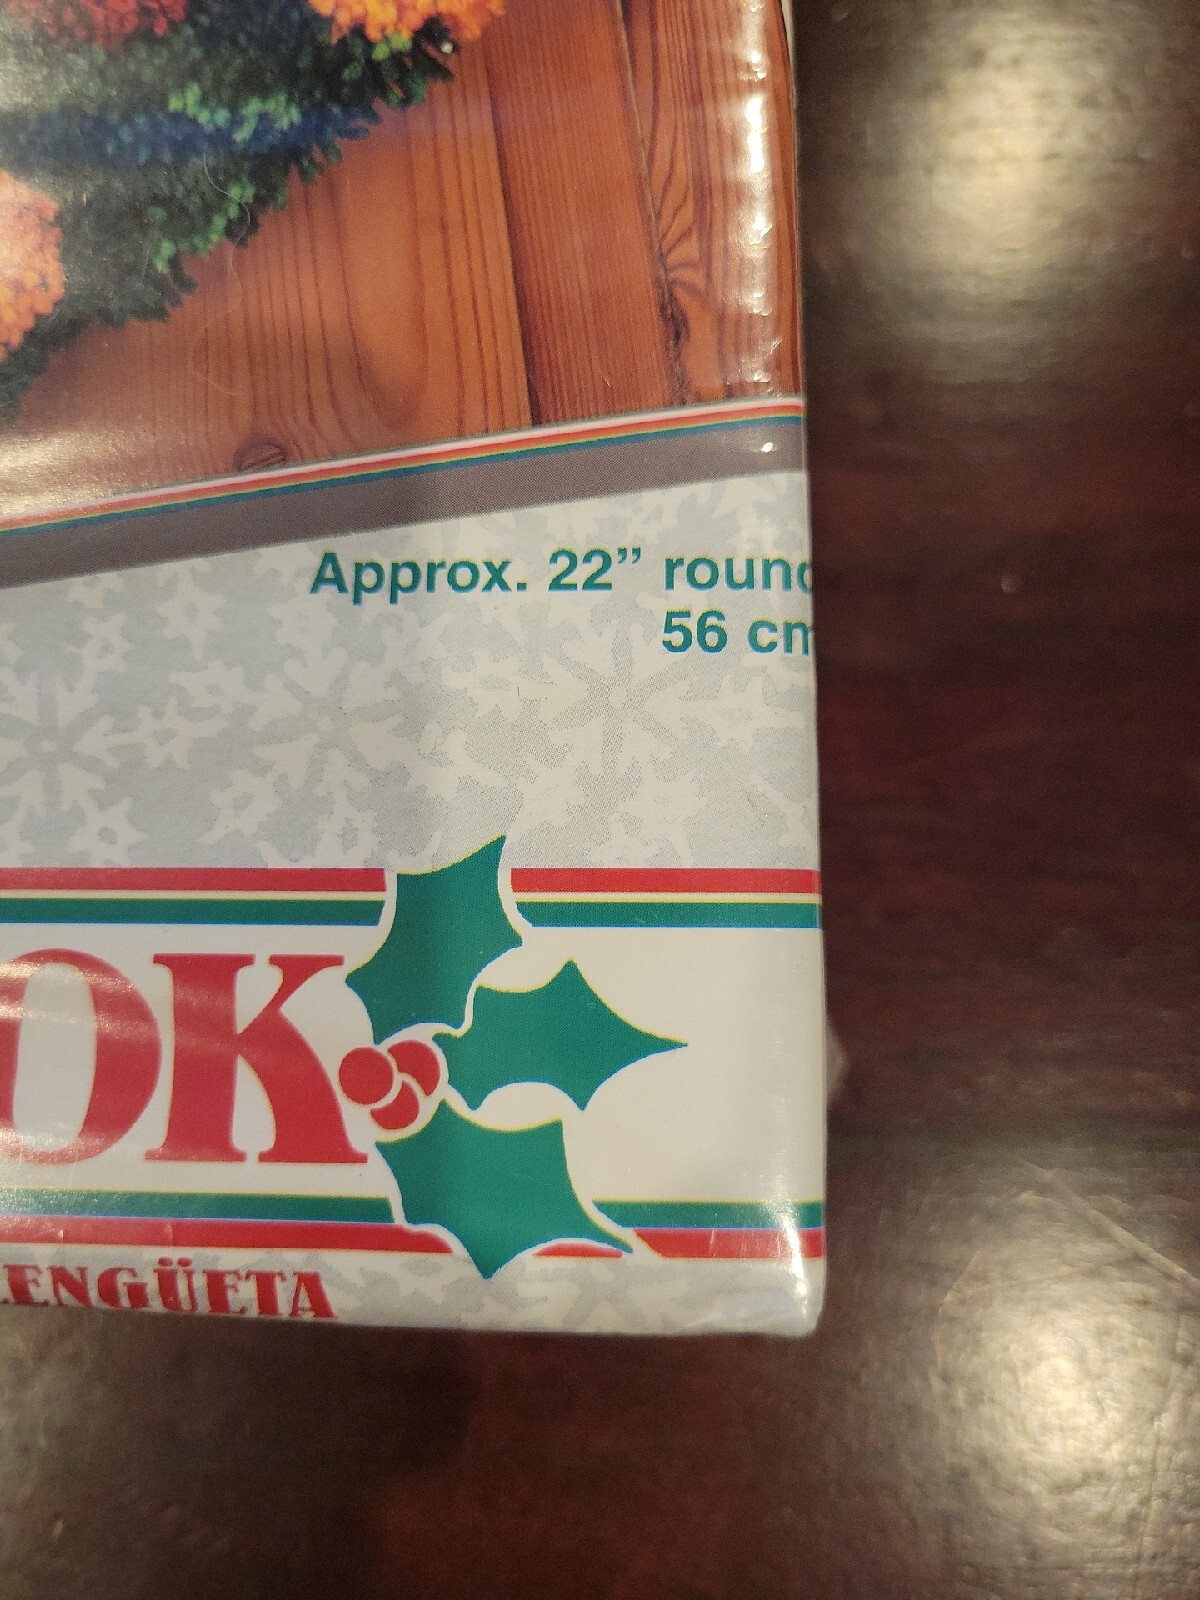 Approx. 22” round
56 cm
OK
LENGÜETA